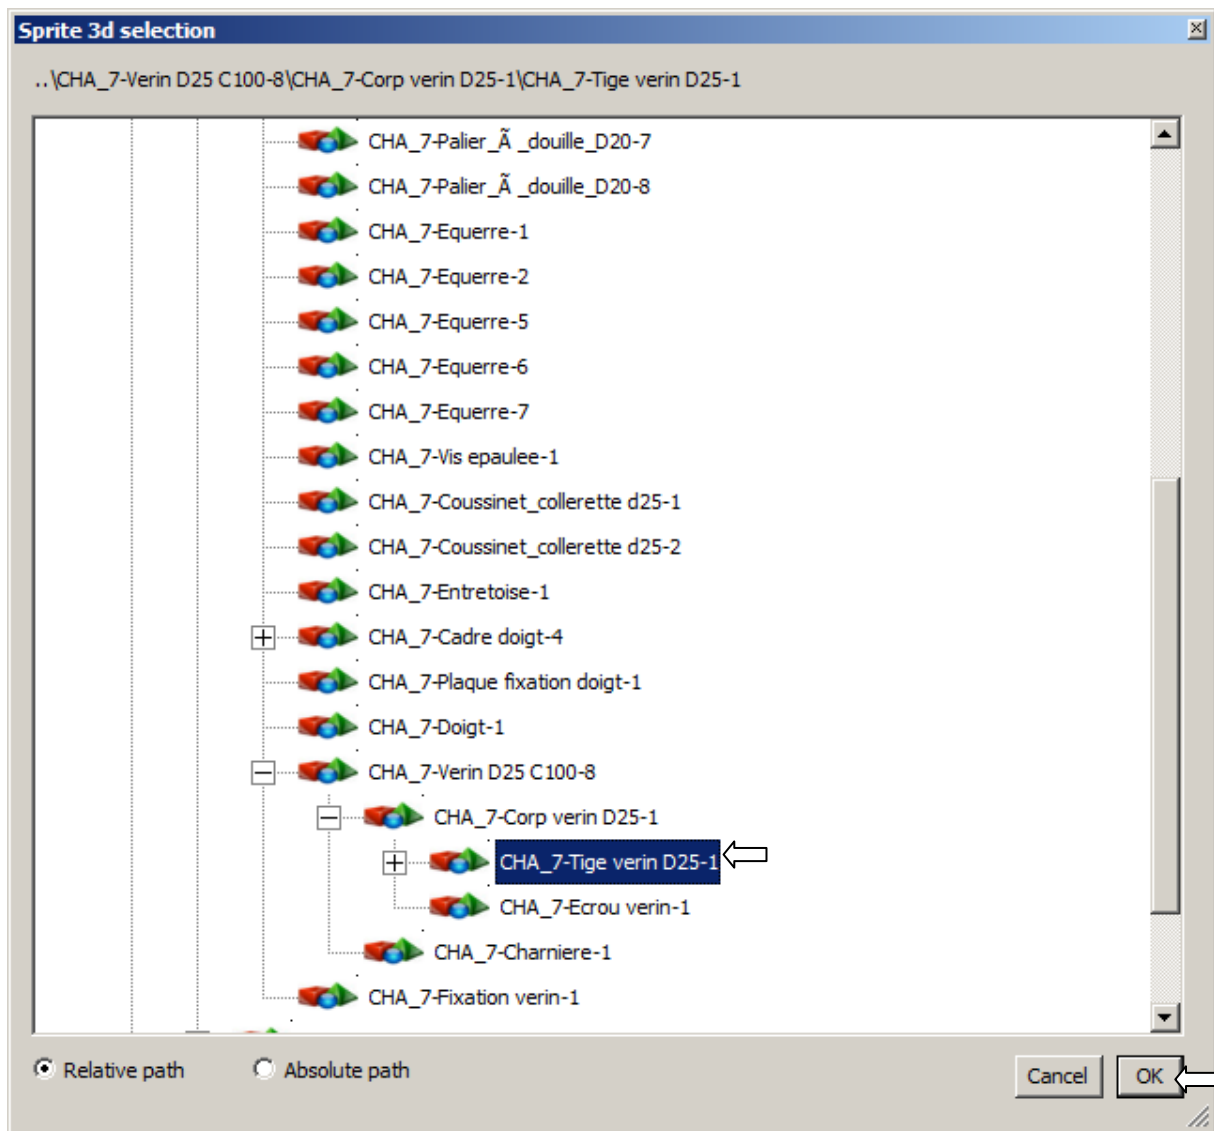 Sprite 3d selection
..\CHA_7-Verin D25 C100-8\CHA_7-Corp verin D25-1\CHA_7-Tige verin D25-1
CHA_7-Palier_Ã _douille_D20-7
CHA_7-Palier_Ã _douille_D20-8
CHA_7-Equerre-1
CHA_7-Equerre-2
CHA_7-Equerre-5
CHA_7-Equerre-6
CHA_7-Equerre-7
CHA_7-Vis epaulee-1
CHA_7-Coussinet_collerette d25-1
CHA_7-Coussinet_collerette d25-2
CHA_7-Entretoise-1
CHA_7-Cadre doigt-4
CHA_7-Plaque fixation doigt-1
CHA_7-Doigt-1
CHA_7-Verin D25 C100-8
CHA_7-Corp verin D25-1
CHA_7-Tige verin D25-1
CHA_7-Ecrou verin-1
CHA_7-Charniere-1
CHA_7-Fixation verin-1
Relative path Absolute path Cancel OK